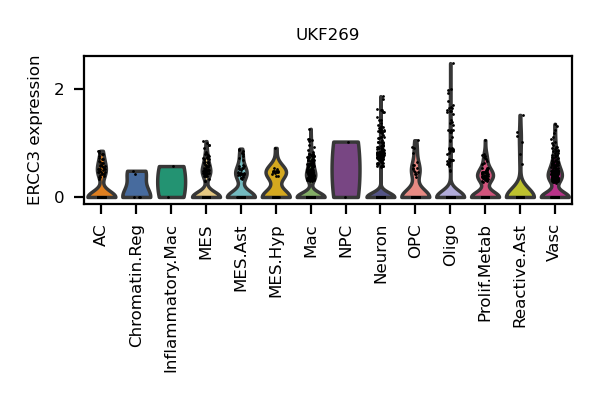 UKF269
ERCC3 expression
2
0
AC
Chromatin.Reg
Inflammatory.Mac
MES
MES.Ast
MES.Hyp
Mac
NPC
Neuron
OPC
Oligo
Prolif.Metab
Reactive.Ast
Vasc